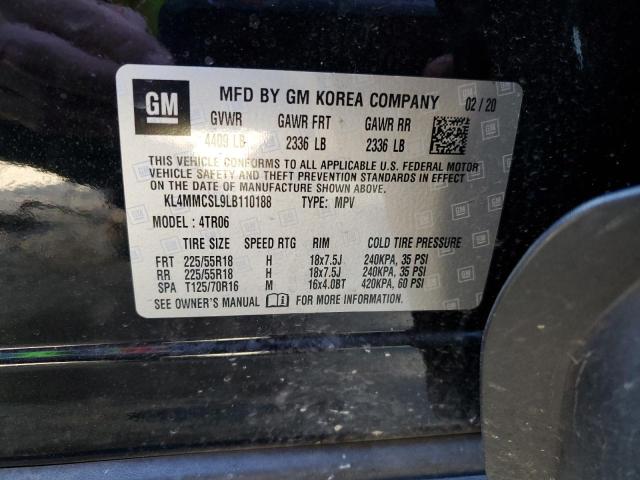 GM
MFD BY GM KOREA COMPANY 02/20
GVWR GAWR FRT GAWR RR
4409 LB 2336 LB 2336 LB
THIS VEHICLE CONFORMS TO ALL APPLICABLE U.S. FEDERAL MOTOR
VEHICLE SAFETY AND THEFT PREVENTION STANDARDS IN EFFECT
ON THE DATE OF MANUFACTURE SHOWN ABOVE.
KL4MMCSL9LB110188 TYPE: MPV
MODEL: 4TR06
TIRE SIZE SPEED RTG RIM COLD TIRE PRESSURE
FRT 225/55R18 H 18x7.5J 240KPA, 35 PSI
RR 225/55R18 H 18x7.5J 240KPA, 35 PSI
SPA T125/70R16 M 16x4.0BT 420KPA, 60 PSI
SEE OWNER'S MANUAL FOR MORE INFORMATION.